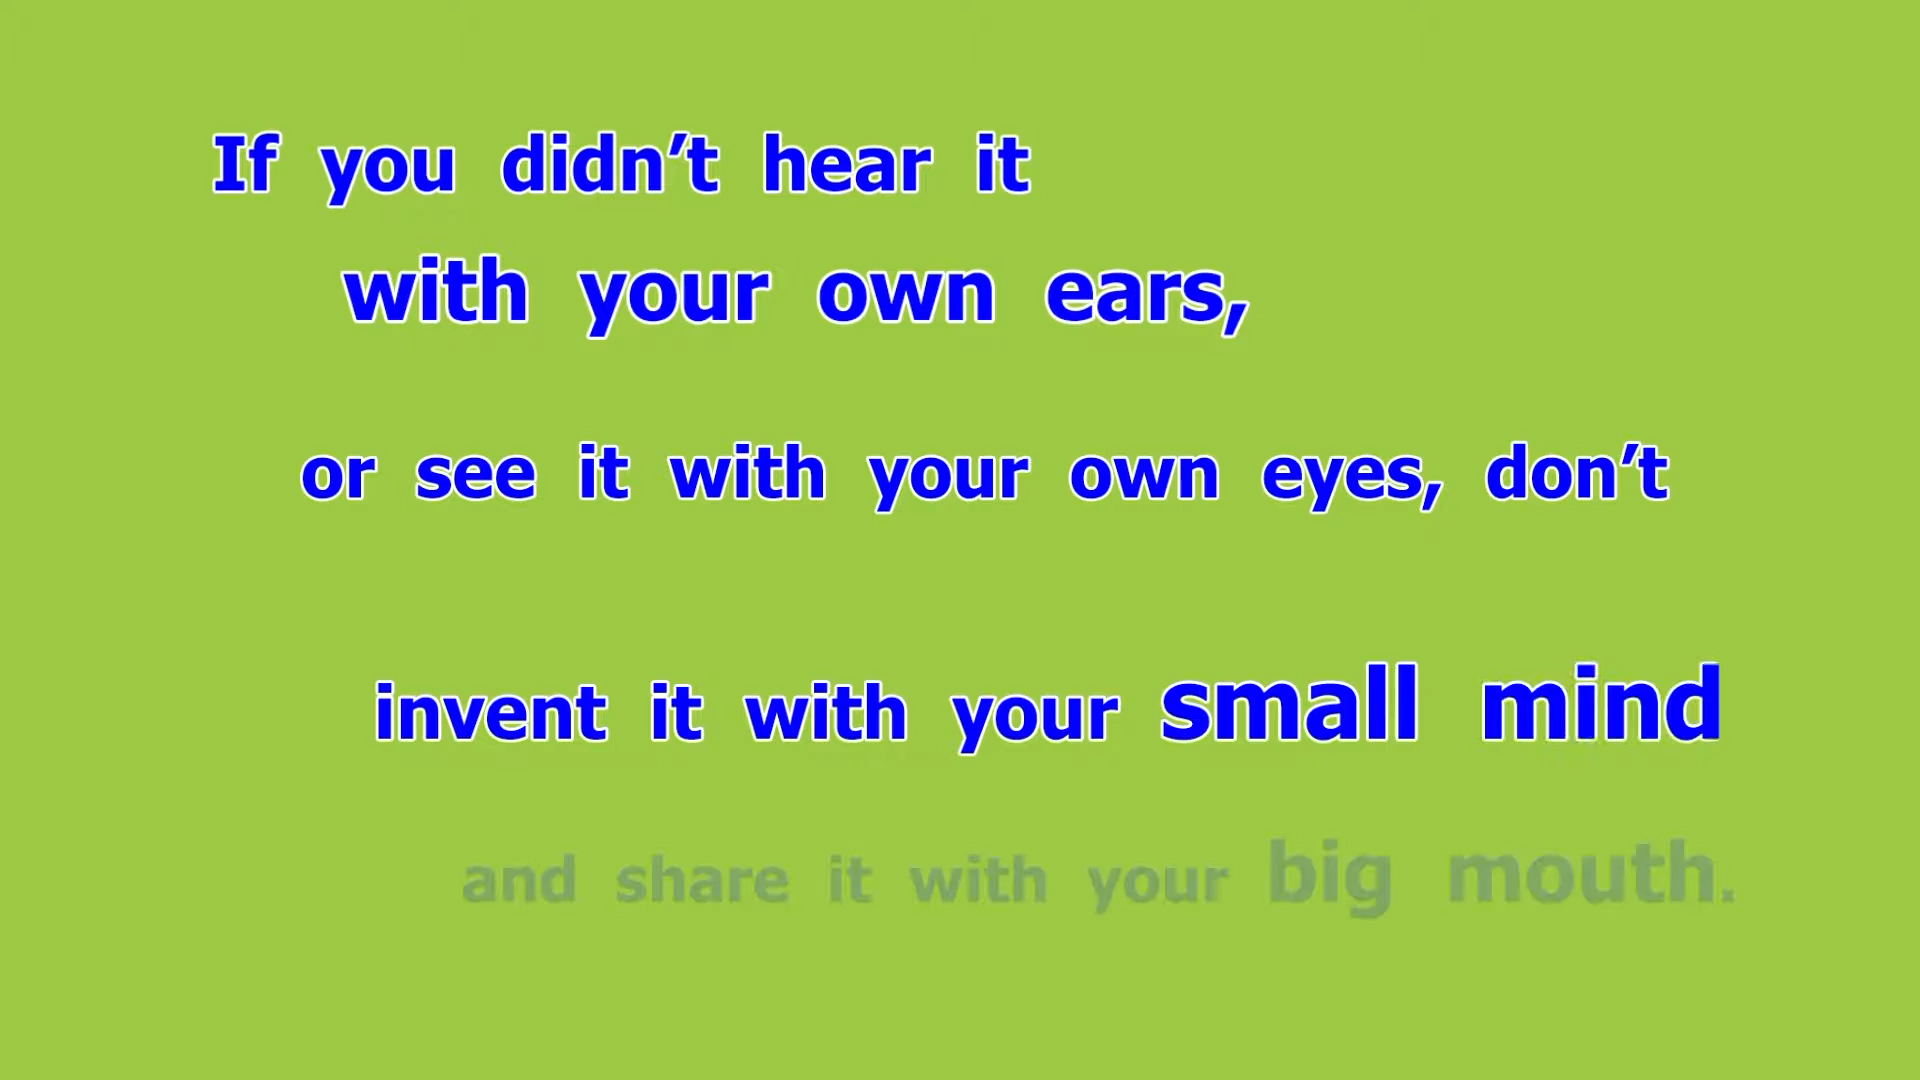 If you didn’t hear it
with your own ears,
or see it with your own eyes, don’t
invent it with your small mind
and share it with your big mouth.